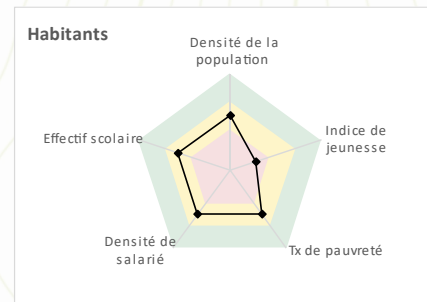 Habitants
Densité de la
population
Indice de
jeunesse
Effectif scolaire
Densité de
salarié
Tx de pauvreté